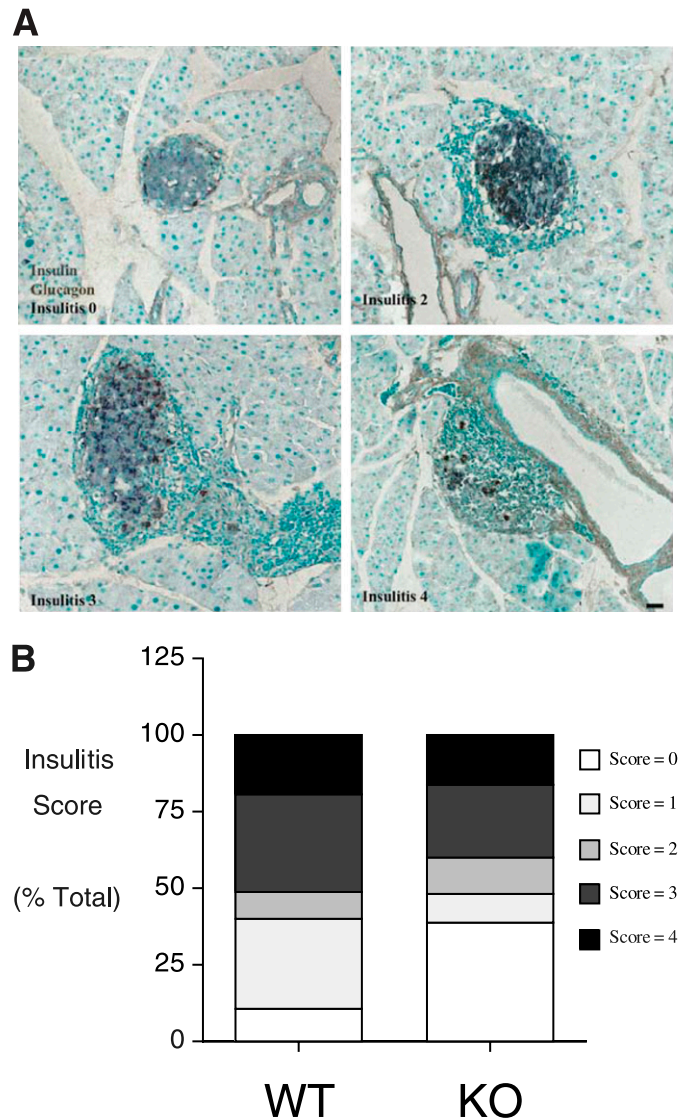 A
Insulin
Glucagon
Insulitis 0
Insulitis 2
Insulitis 3
Insulitis 4
B
125
100
75
50
25
0
Insulitis
Score
(% Total)
WT
KO
Score = 0
Score = 1
Score = 2
Score = 3
Score = 4